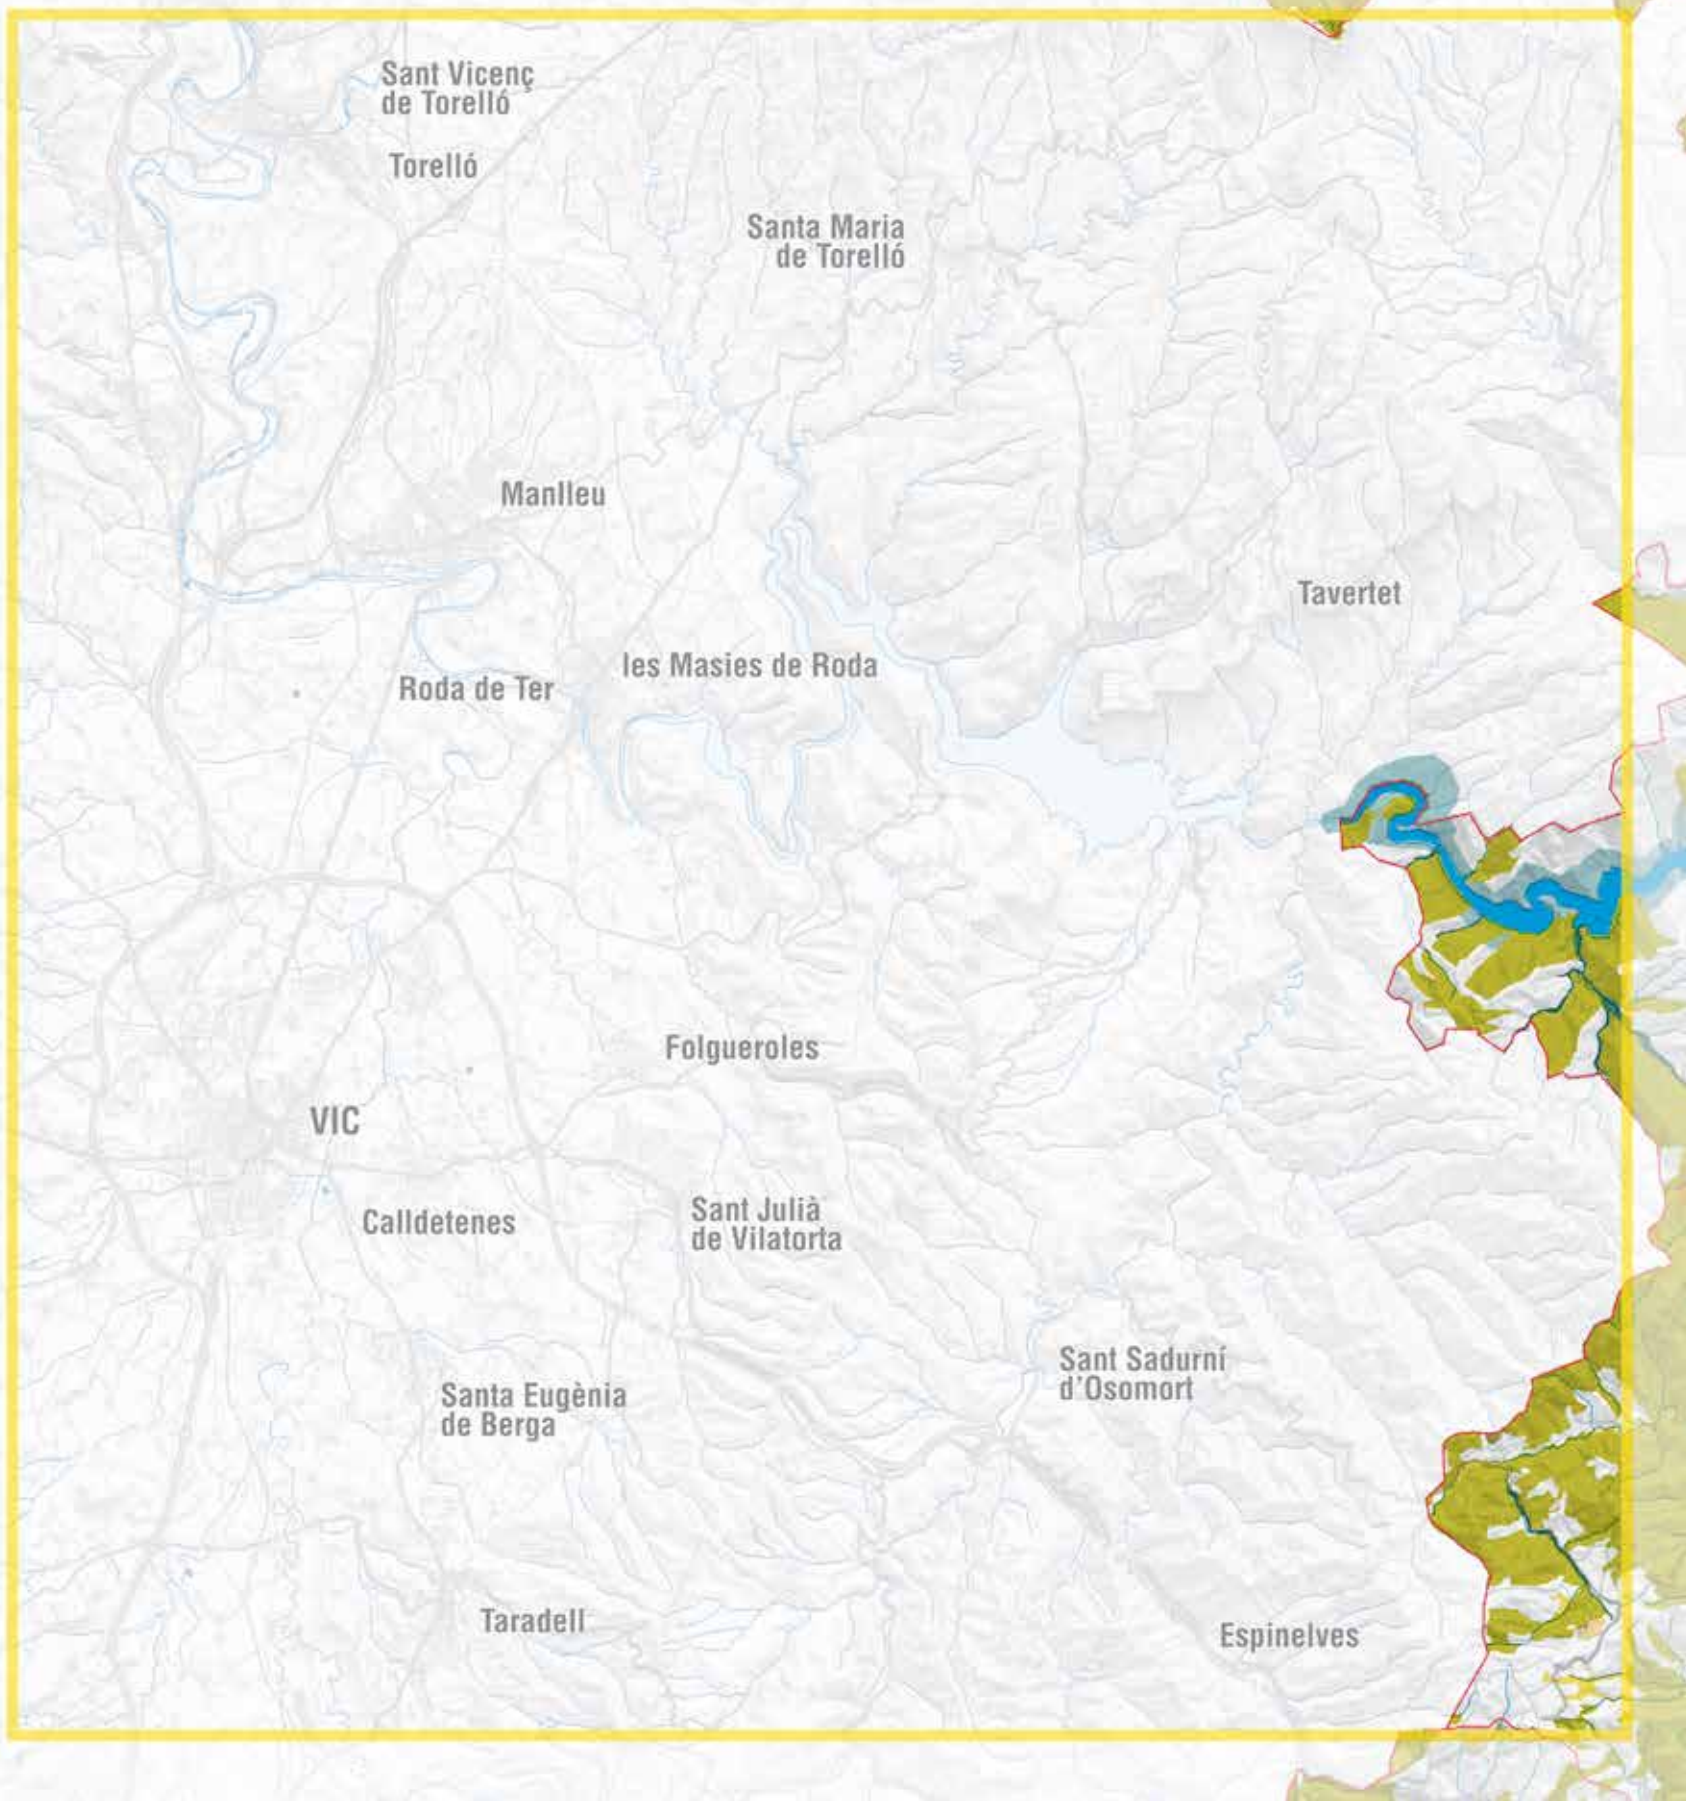 Sant Vicenç
de Torelló
Torelló
Santa Maria
de Torelló
Manlleu
Tavertet
les Masies de Roda
Roda de Ter
Folgueroles
VIC
Calldetenes
Sant Julià
de Vilatorta
Sant Sadurní
d'Osomort
Santa Eugènia
de Berga
Taradell
Espinelves